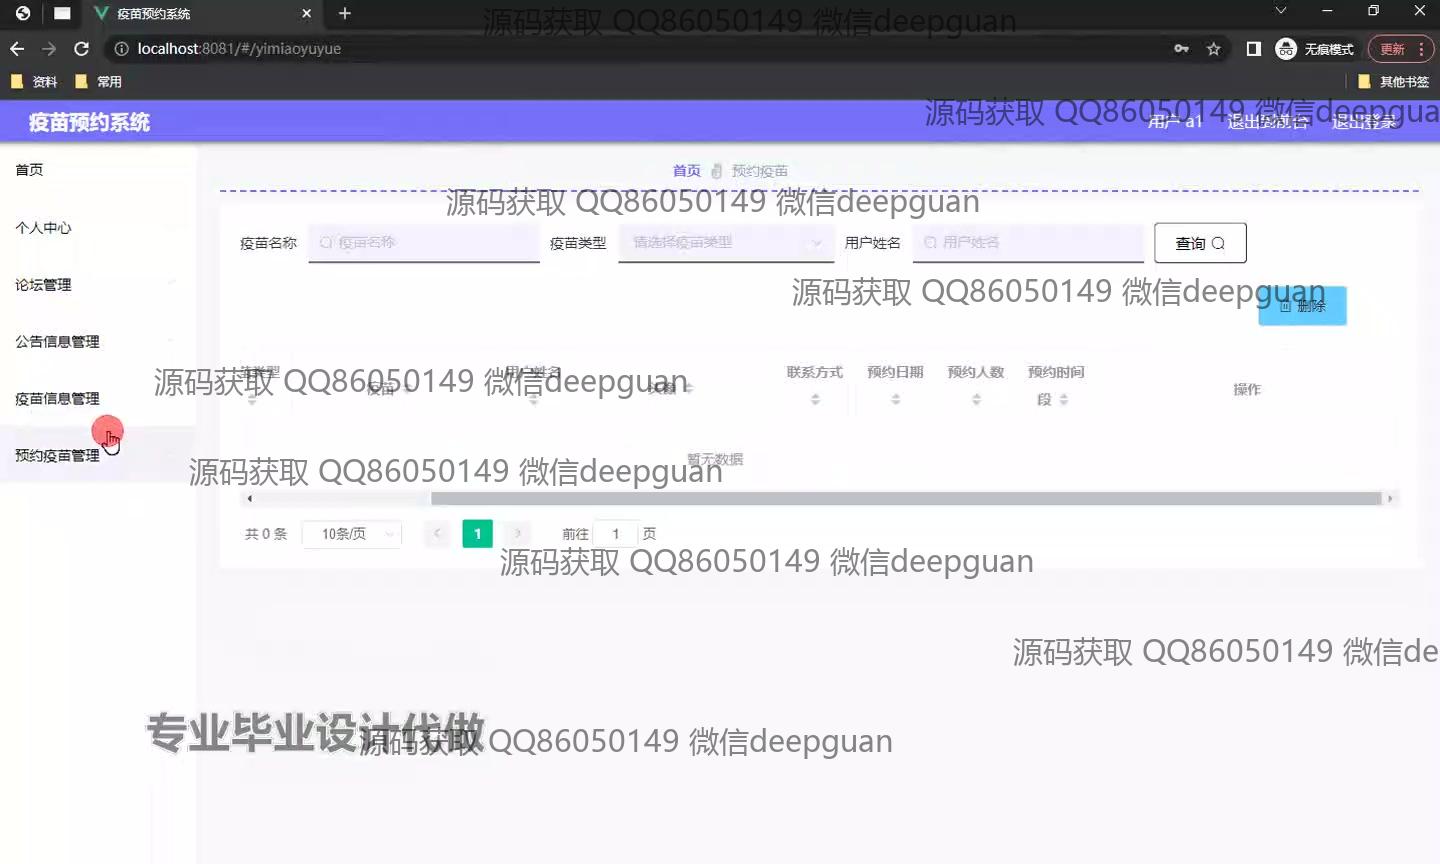 疫苗预约系统
源码获取 QQ86050149 微信deepguan
localhost:8081/#/yimiaoyuyue
无痕模式
更新
资料
常用
其他书签
疫苗预约系统
源码获取 QQ86050149 微信deepgua
用户 a1
退出到前台
退出登录
首页
首页
预约疫苗
源码获取 QQ86050149 微信deepguan
个人中心
疫苗名称
疫苗名称
疫苗类型
请选择疫苗类型
用户姓名
用户姓名
查询
论坛管理
源码获取 QQ86050149 微信deepguan
删除
公告信息管理
苗类型
用户姓名
联系方式
预约日期
预约人数
预约时间
段
源码获取 QQ86050149 微信deepguan
操作
疫苗信息管理
预约疫苗管理
暂无数据
源码获取 QQ86050149 微信deepguan
共 0 条
10条/页
1
前往
1
页
源码获取 QQ86050149 微信deepguan
源码获取 QQ86050149 微信de
专业毕业设计代做
源码获取 QQ86050149 微信deepguan